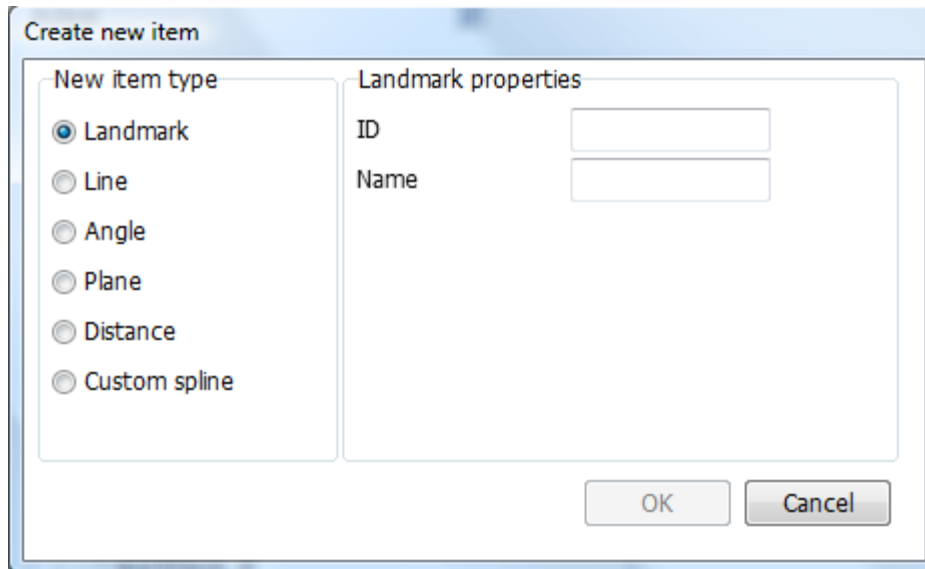 Create new item
New item type
Landmark
Line
Angle
Plane
Distance
Custom spline
Landmark properties
ID
Name
OK
Cancel